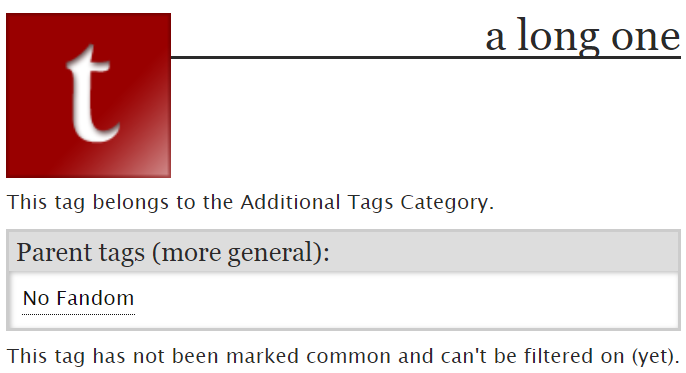 t
a long one
This tag belongs to the Additional Tags Category.
Parent tags (more general):
No Fandom
This tag has not been marked common and can't be filtered on (yet).